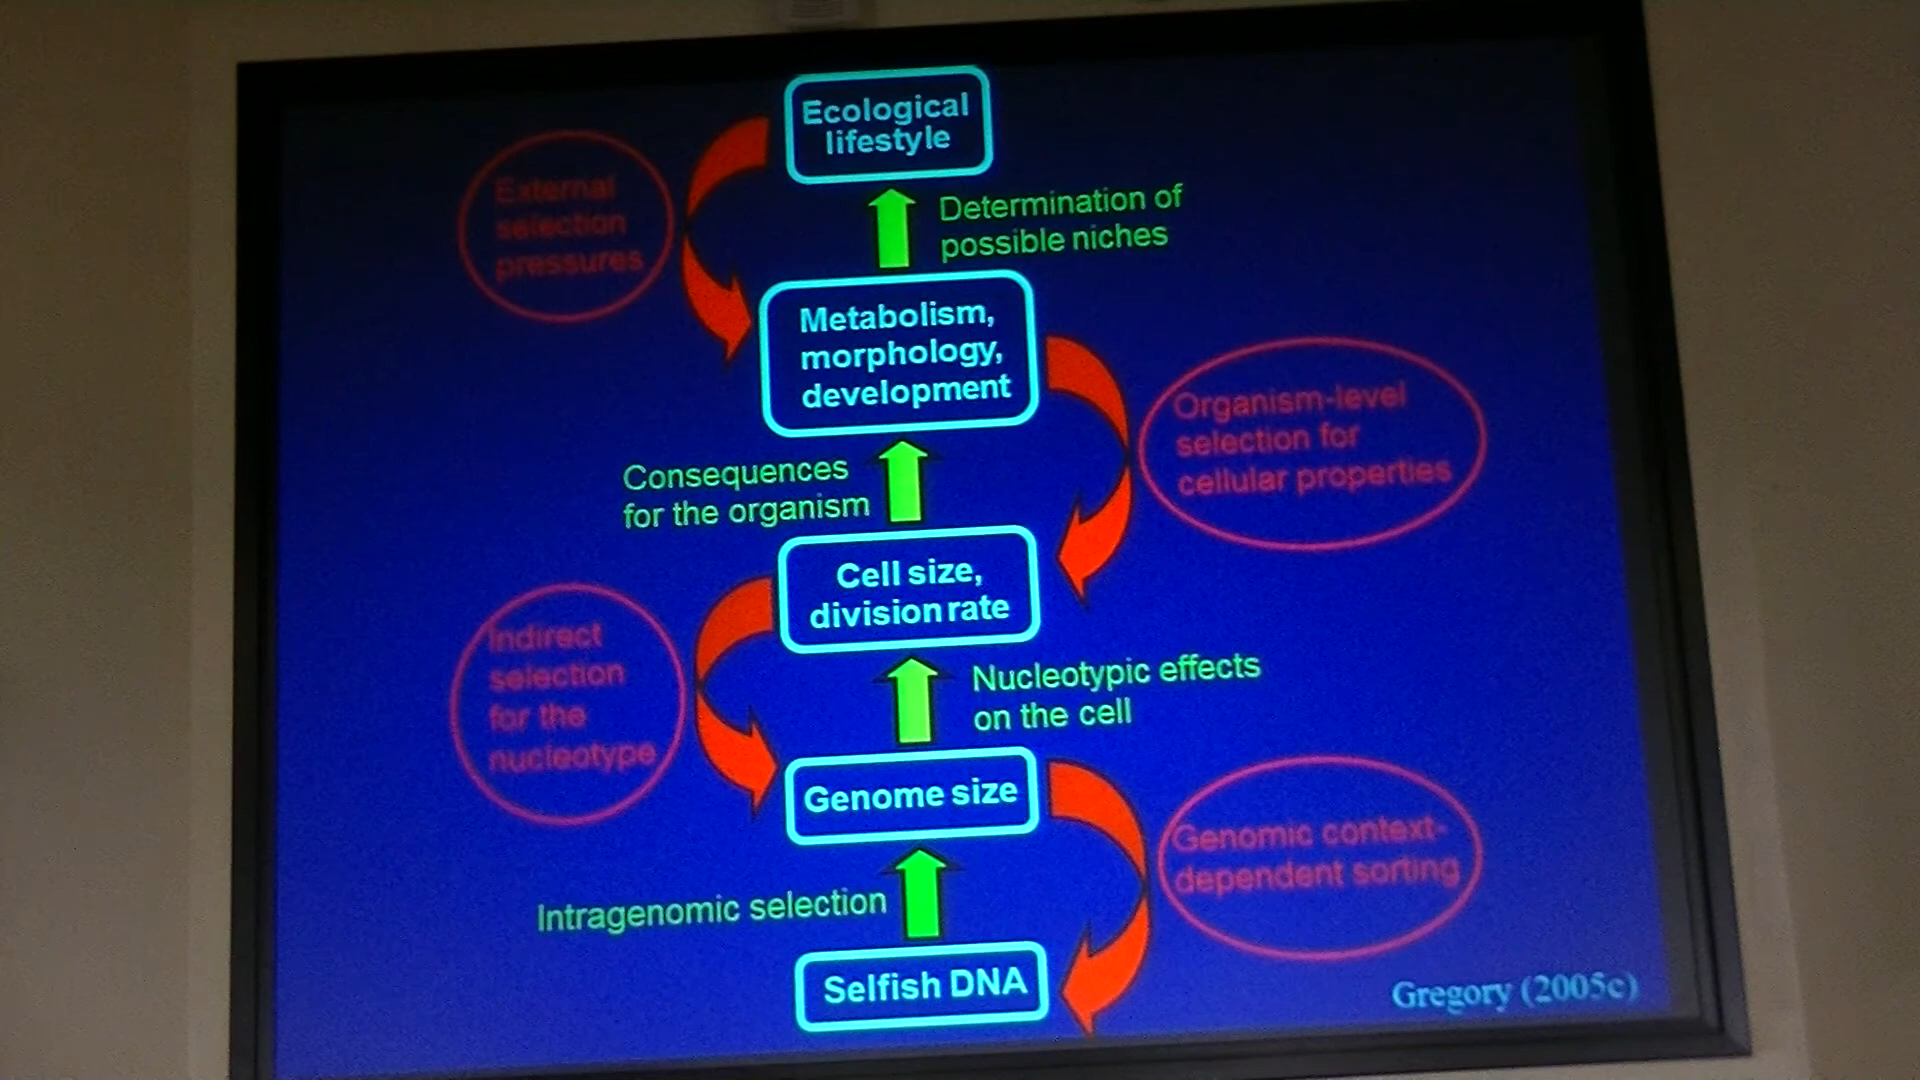 Ecological
lifestyle
External
selection
pressures
Determination of
possible niches
Metabolism,
morphology,
development
Organism-level
selection for
cellular properties
Consequences
for the organism
Cell size,
division rate
Indirect
selection
for the
nucleotype
Nucleotypic effects
on the cell
Genome size
Genomic context-
dependent sorting
Intragenomic selection
Selfish DNA
Gregory (2005c)